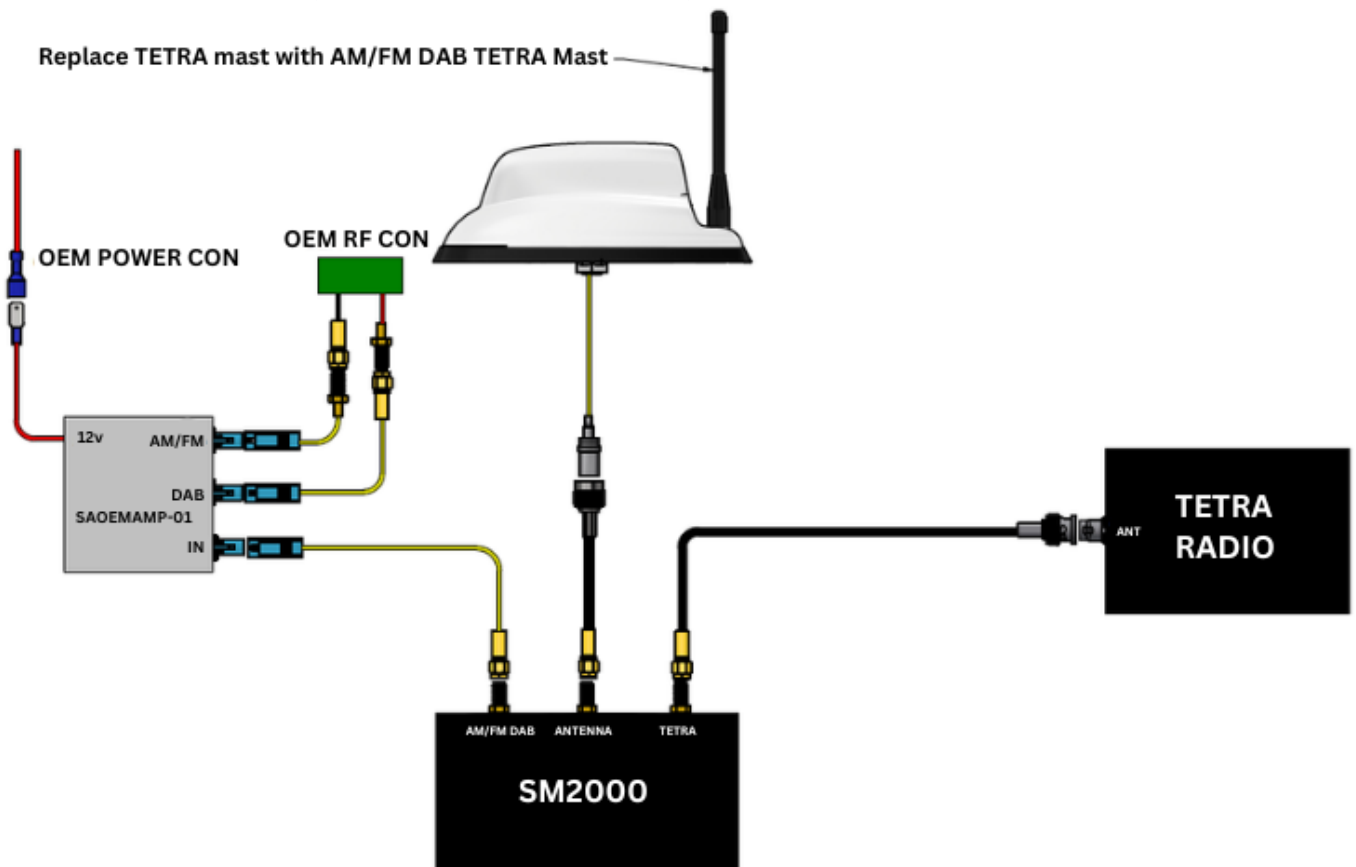 Replace TETRA mast with AM/FM DAB TETRA Mast
OEM POWER CON
OEM RF CON
12v
AM/FM
DAB
SAOEMAMP-01
IN
TETRA
RADIO
ANT
AM/FM DAB
ANTENNA
TETRA
SM2000